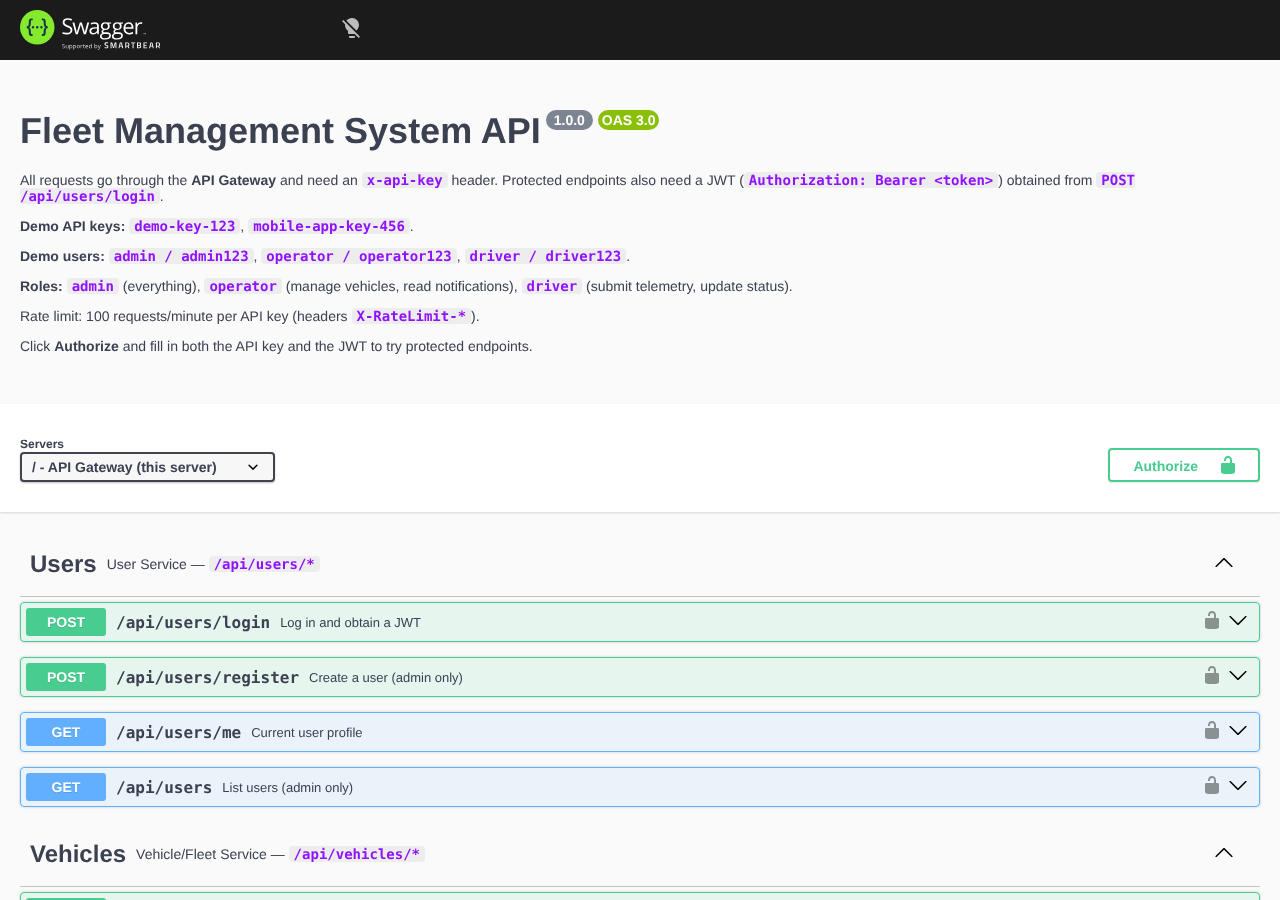 Swagger
Supported by SMARTBEAR
Fleet Management System API 1.0.0 OAS 3.0
All requests go through the API Gateway and need an x-api-key header. Protected endpoints also need a JWT ( Authorization: Bearer <token> ) obtained from POST
/api/users/login .
Demo API keys: demo-key-123 , mobile-app-key-456 .
Demo users: admin / admin123 , operator / operator123 , driver / driver123 .
Roles: admin (everything), operator (manage vehicles, read notifications), driver (submit telemetry, update status).
Rate limit: 100 requests/minute per API key (headers X-RateLimit-* ).
Click Authorize and fill in both the API key and the JWT to try protected endpoints.
Servers
/ - API Gateway (this server)
Authorize
Users User Service — /api/users/*
POST /api/users/login Log in and obtain a JWT
POST /api/users/register Create a user (admin only)
GET /api/users/me Current user profile
GET /api/users List users (admin only)
Vehicles Vehicle/Fleet Service — /api/vehicles/*